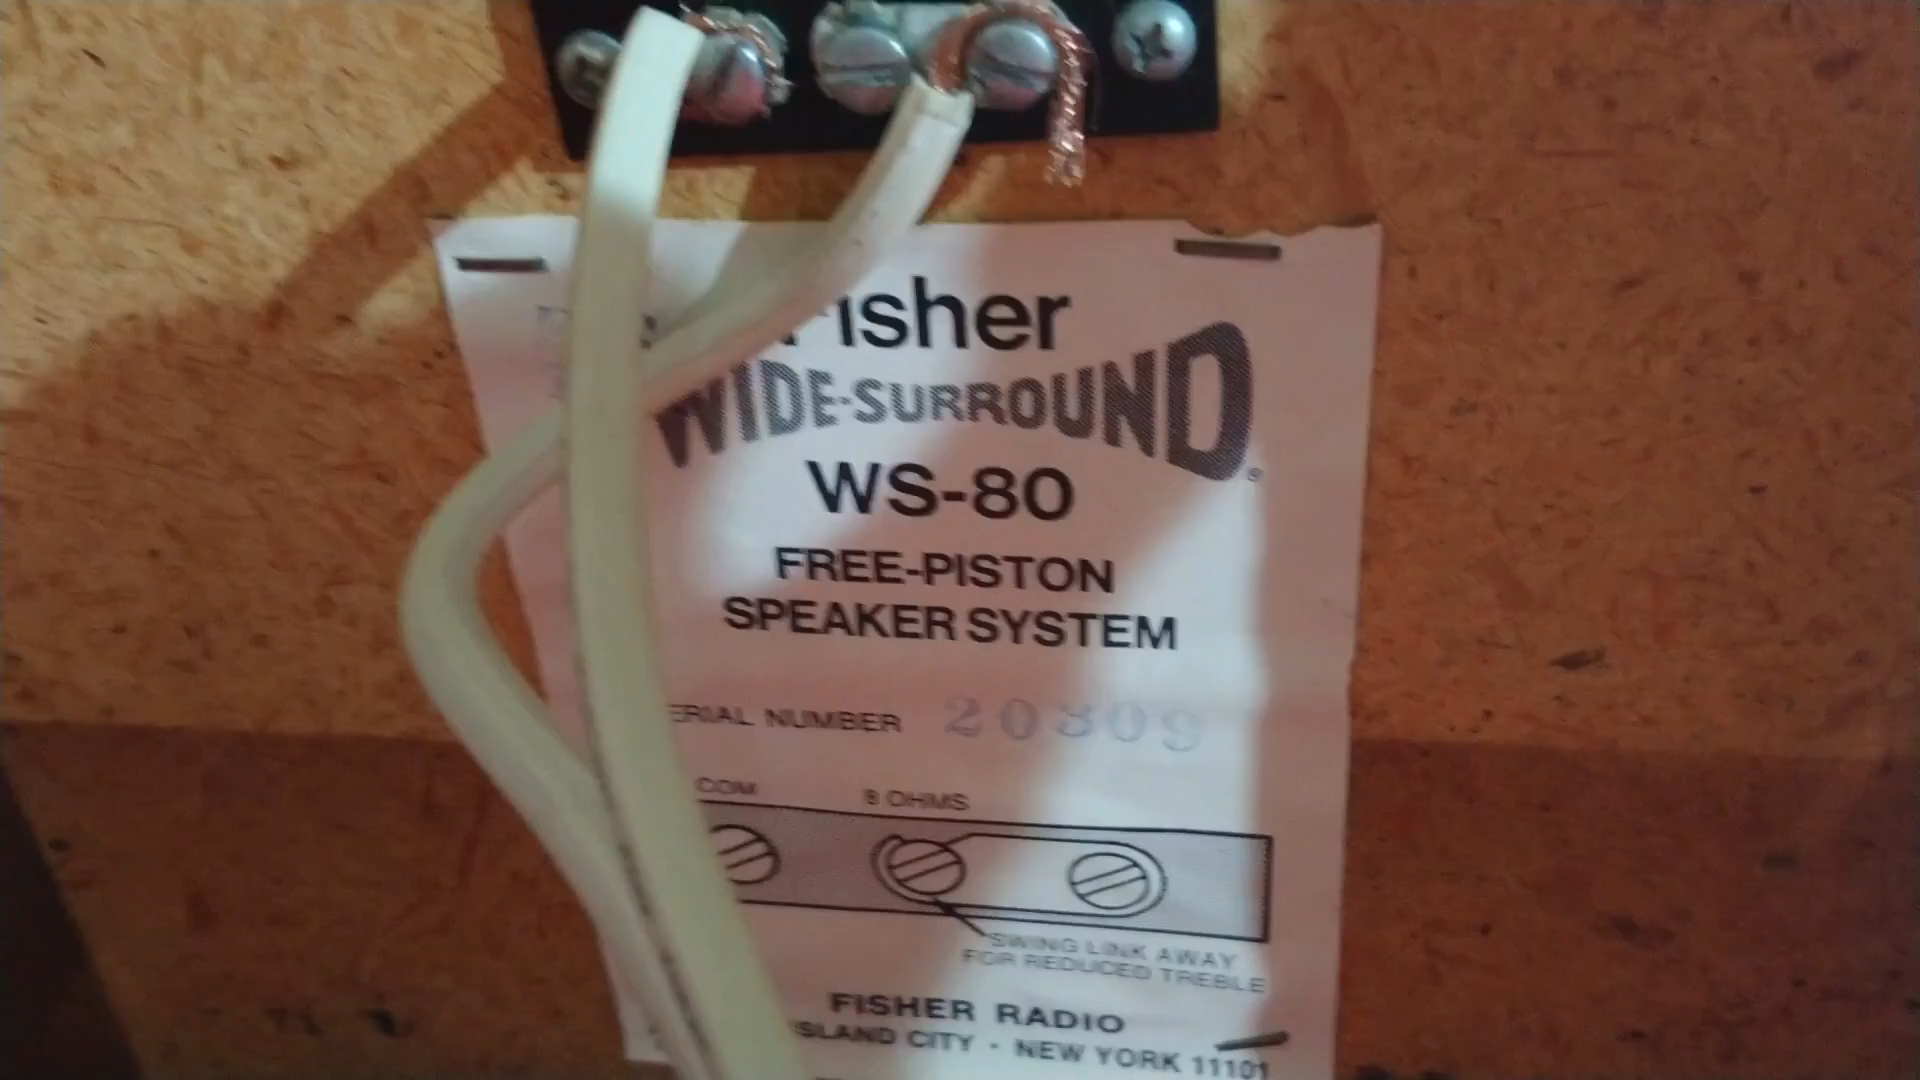 Fisher
WIDE-SURROUND
WS-80
FREE-PISTON
SPEAKER SYSTEM
ERIAL NUMBER 20809
COM 8 OHMS
SWING LINK AWAY
FOR REDUCED TREBLE
FISHER RADIO
ISLAND CITY · NEW YORK 11101